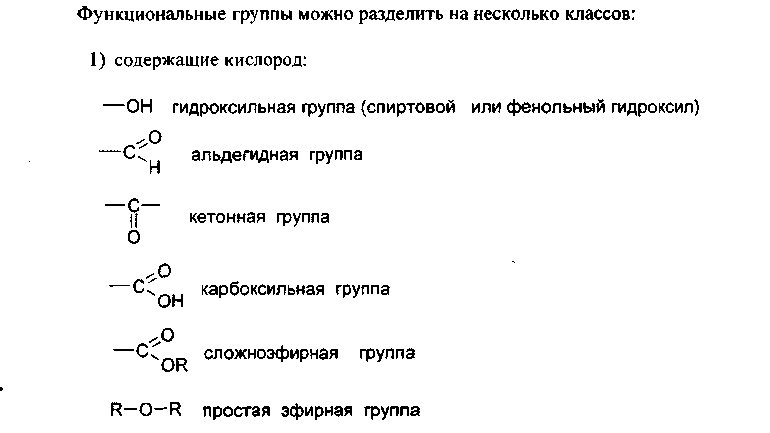 Функциональные группы можно разделить на несколько классов:
1) содержащие кислород:
—OH гидроксильная группа (спиртовой или фенольный гидроксил)
O
—C
H
альдегидная группа
—C—
O
кетонная группа
O
—C
OH
карбоксильная группа
O
—C
OR
сложноэфирная группа
R—O—R простая эфирная группа